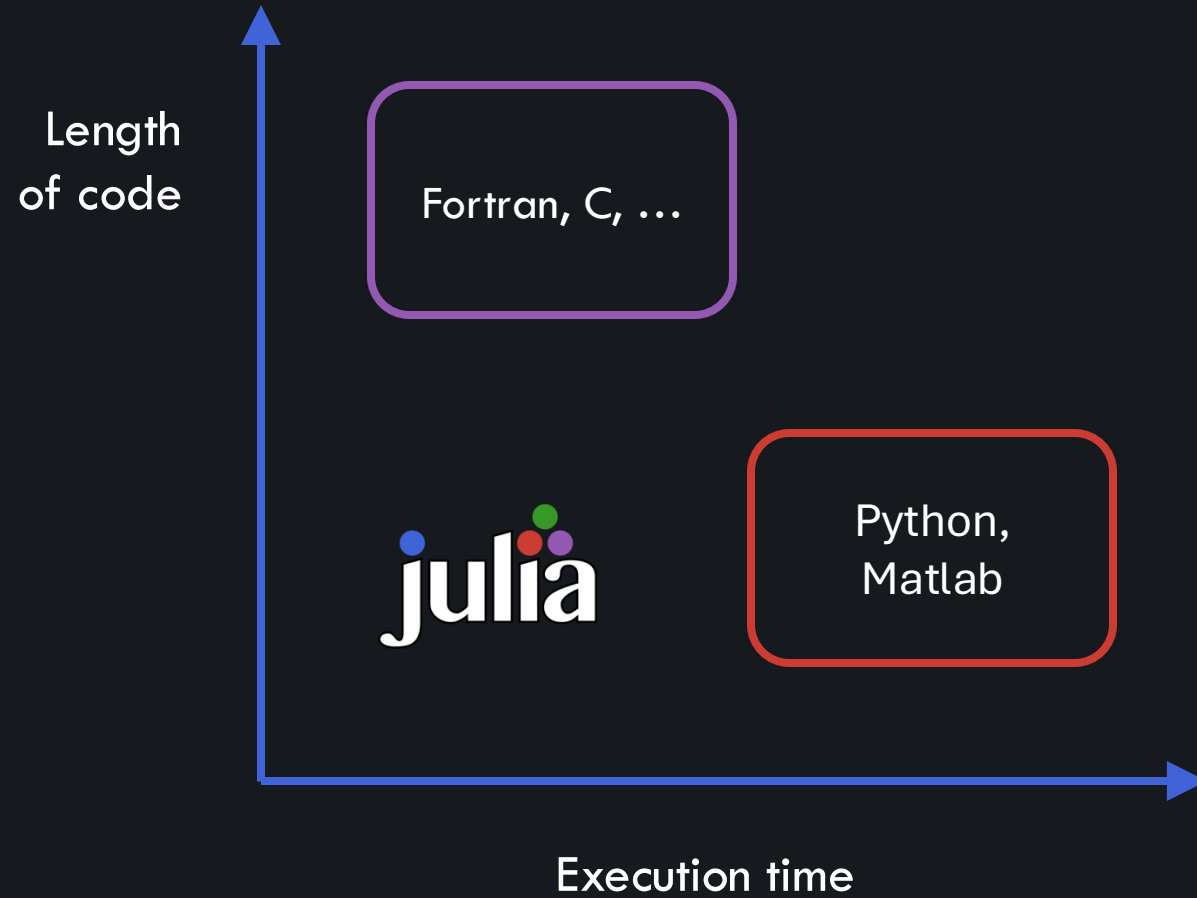 Length
of code
Fortran, C, …
julia
Python,
Matlab
Execution time